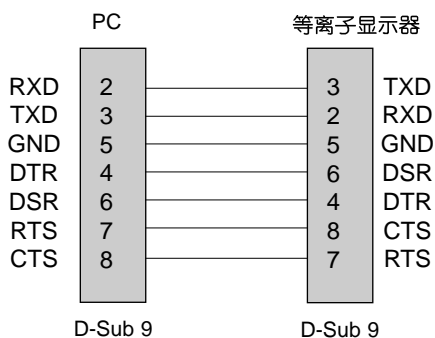 PC 等离子显示器
RXD 2 3 TXD
TXD 3 2 RXD
GND 5 5 GND
DTR 4 6 DSR
DSR 6 4 DTR
RTS 7 8 CTS
CTS 8 7 RTS
D-Sub 9 D-Sub 9